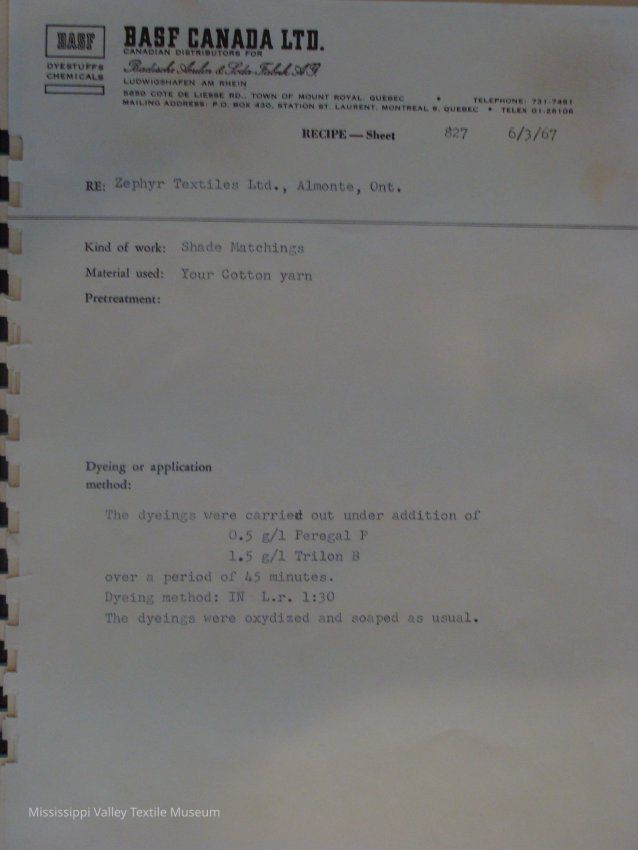 BASF
DYESTUFFS
CHEMICALS
BASF CANADA LTD.
CANADIAN DISTRIBUTORS FOR
Badische Anilin & Soda-Fabrik A.G
LUDWIGSHAFEN AM RHEIN
5850 COTE DE LIESSE RD., TOWN OF MOUNT ROYAL, QUEBEC • TELEPHONE: 731-7461
MAILING ADDRESS: P.O. BOX 430, STATION ST. LAURENT, MONTREAL 9, QUEBEC • TELEX 01-26106
RECIPE — Sheet 827 6/3/67
RE: Zephyr Textiles Ltd., Almonte, Ont.
Kind of work: Shade Matchings
Material used: Your Cotton yarn
Pretreatment:
Dyeing or application
method:
The dyeings were carried out under addition of
0.5 g/l Peregal P
1.5 g/l Trilon B
over a period of 45 minutes.
Dyeing method: IN L.r. 1:30
The dyeings were oxydized and soaped as usual.
Mississippi Valley Textile Museum